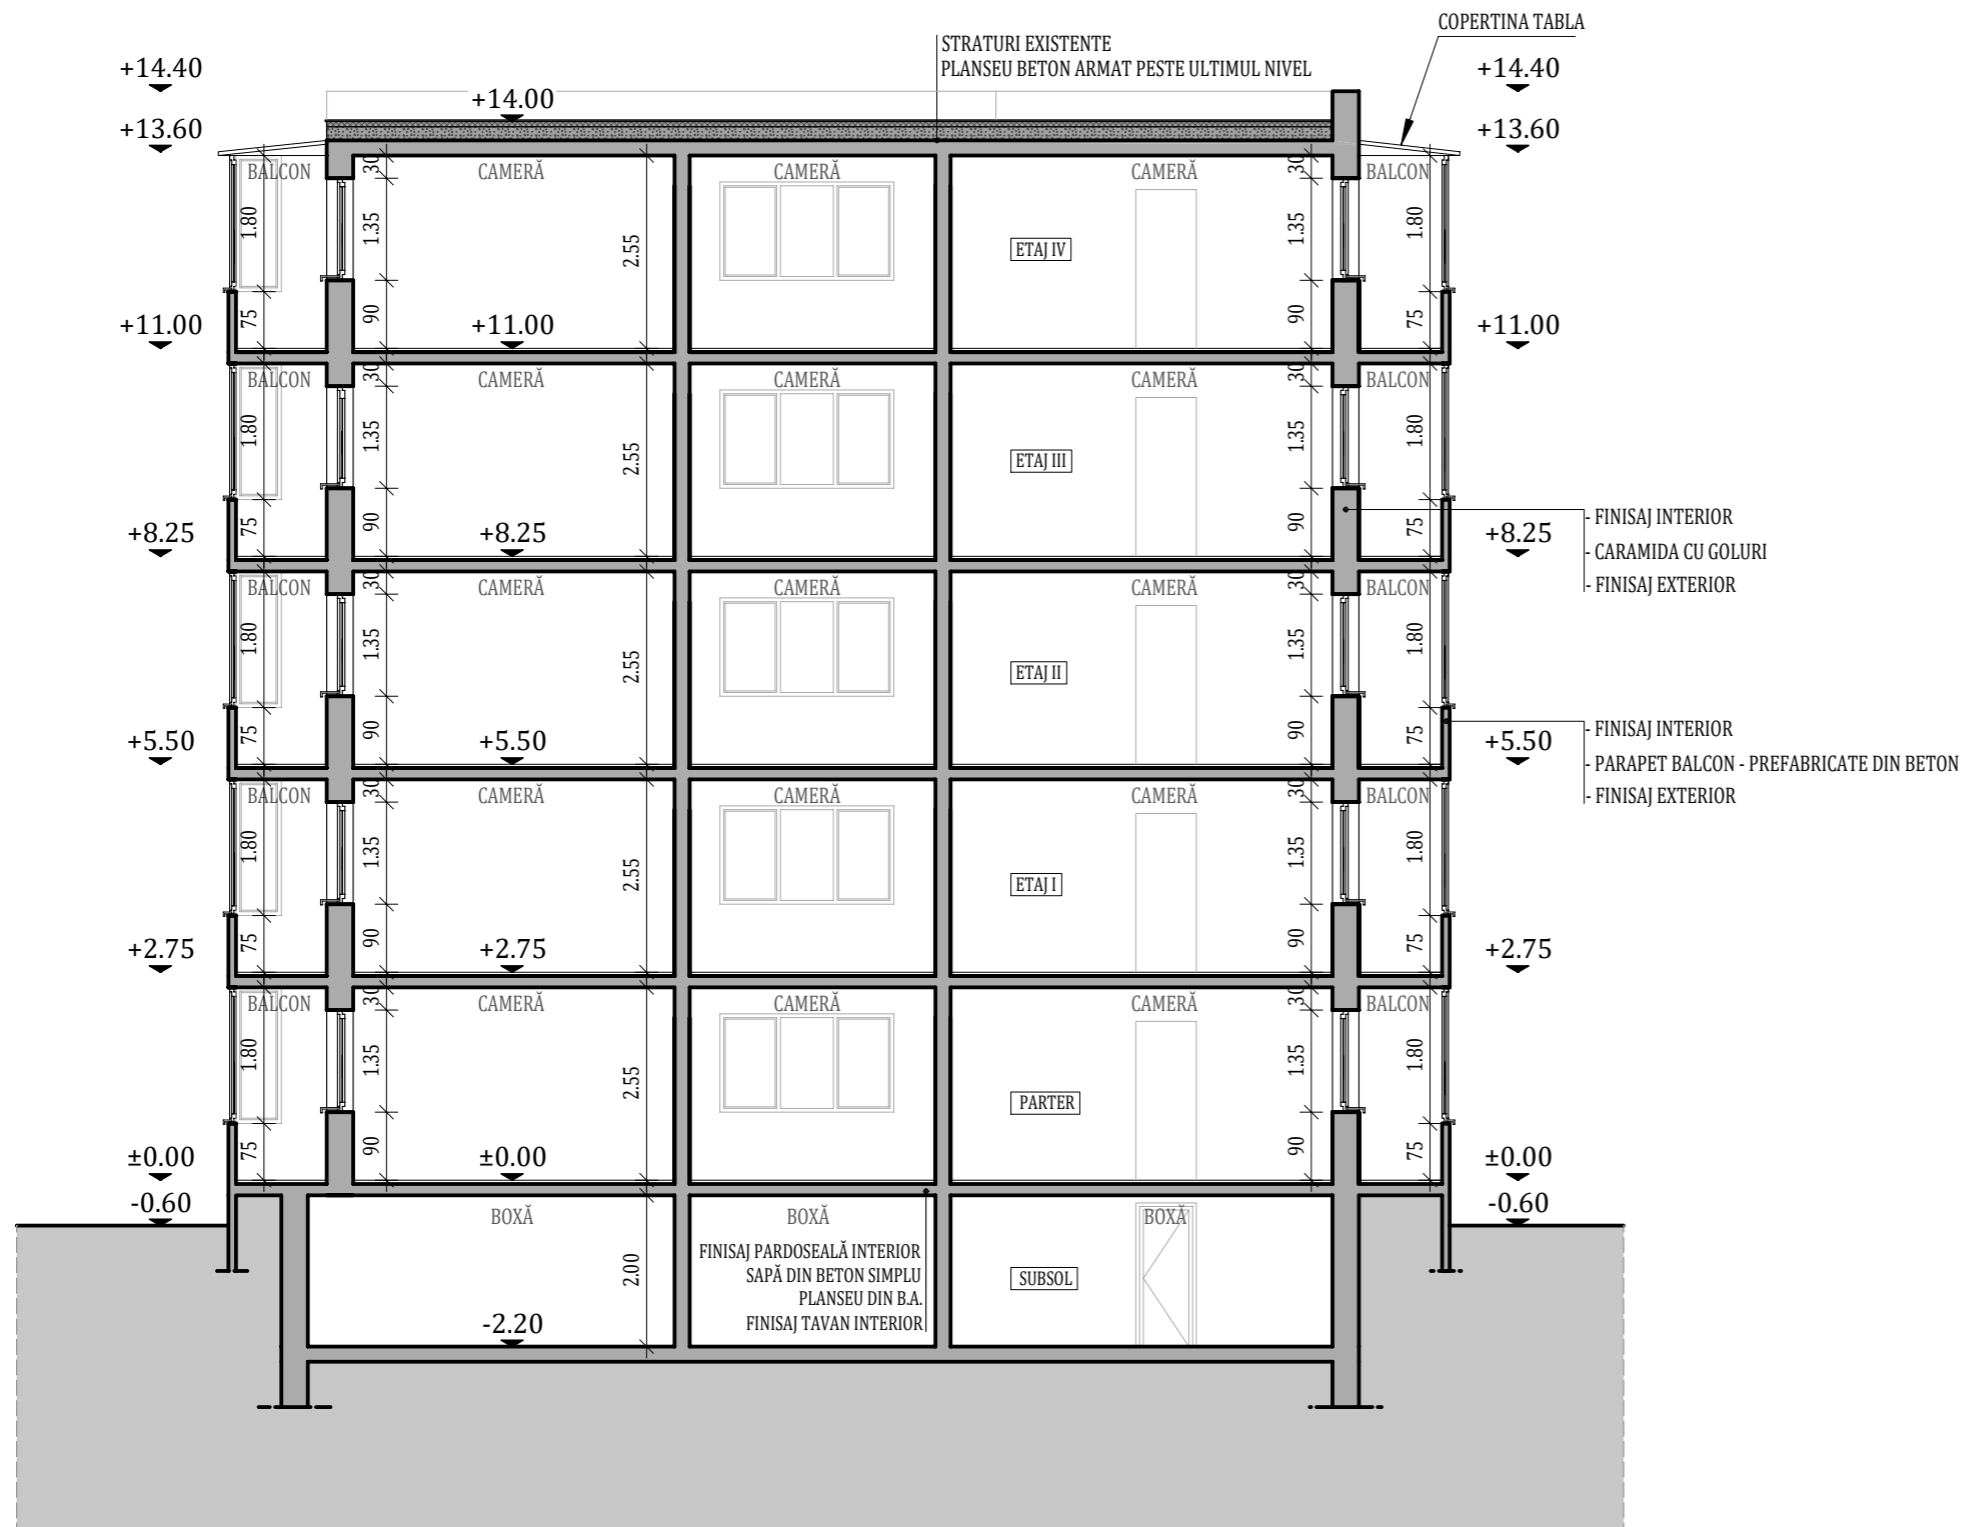 COPERTINA TABLA
STRATURI EXISTENTE
PLANSEU BETON ARMAT PESTE ULTIMUL NIVEL
+14.40
+14.00
+14.40
+13.60
+13.60
BALCON
30
CAMERĂ
CAMERĂ
CAMERĂ
30
BALCON
1.80
1.35
2.55
ETAJ IV
1.35
1.80
75
90
90
75
+11.00
+11.00
+11.00
BALCON
30
CAMERĂ
CAMERĂ
CAMERĂ
30
BALCON
1.80
1.35
2.55
ETAJ III
1.35
1.80
75
90
90
75
+8.25
+8.25
+8.25
- FINISAJ INTERIOR
- CARAMIDA CU GOLURI
- FINISAJ EXTERIOR
BALCON
30
CAMERĂ
CAMERĂ
CAMERĂ
30
BALCON
1.80
1.35
2.55
ETAJ II
1.35
1.80
75
90
90
75
+5.50
+5.50
+5.50
- FINISAJ INTERIOR
- PARAPET BALCON - PREFABRICATE DIN BETON
- FINISAJ EXTERIOR
BALCON
30
CAMERĂ
CAMERĂ
CAMERĂ
30
BALCON
1.80
1.35
2.55
ETAJ I
1.35
1.80
75
90
90
75
+2.75
+2.75
+2.75
BALCON
30
CAMERĂ
CAMERĂ
CAMERĂ
30
BALCON
1.80
1.35
2.55
PARTER
1.35
1.80
75
90
90
75
±0.00
±0.00
±0.00
-0.60
-0.60
BOXĂ
BOXĂ
BOXĂ
FINISAJ PARDOSEALĂ INTERIOR
SAPĂ DIN BETON SIMPLU
PLANSEU DIN B.A.
FINISAJ TAVAN INTERIOR
2.00
SUBSOL
-2.20